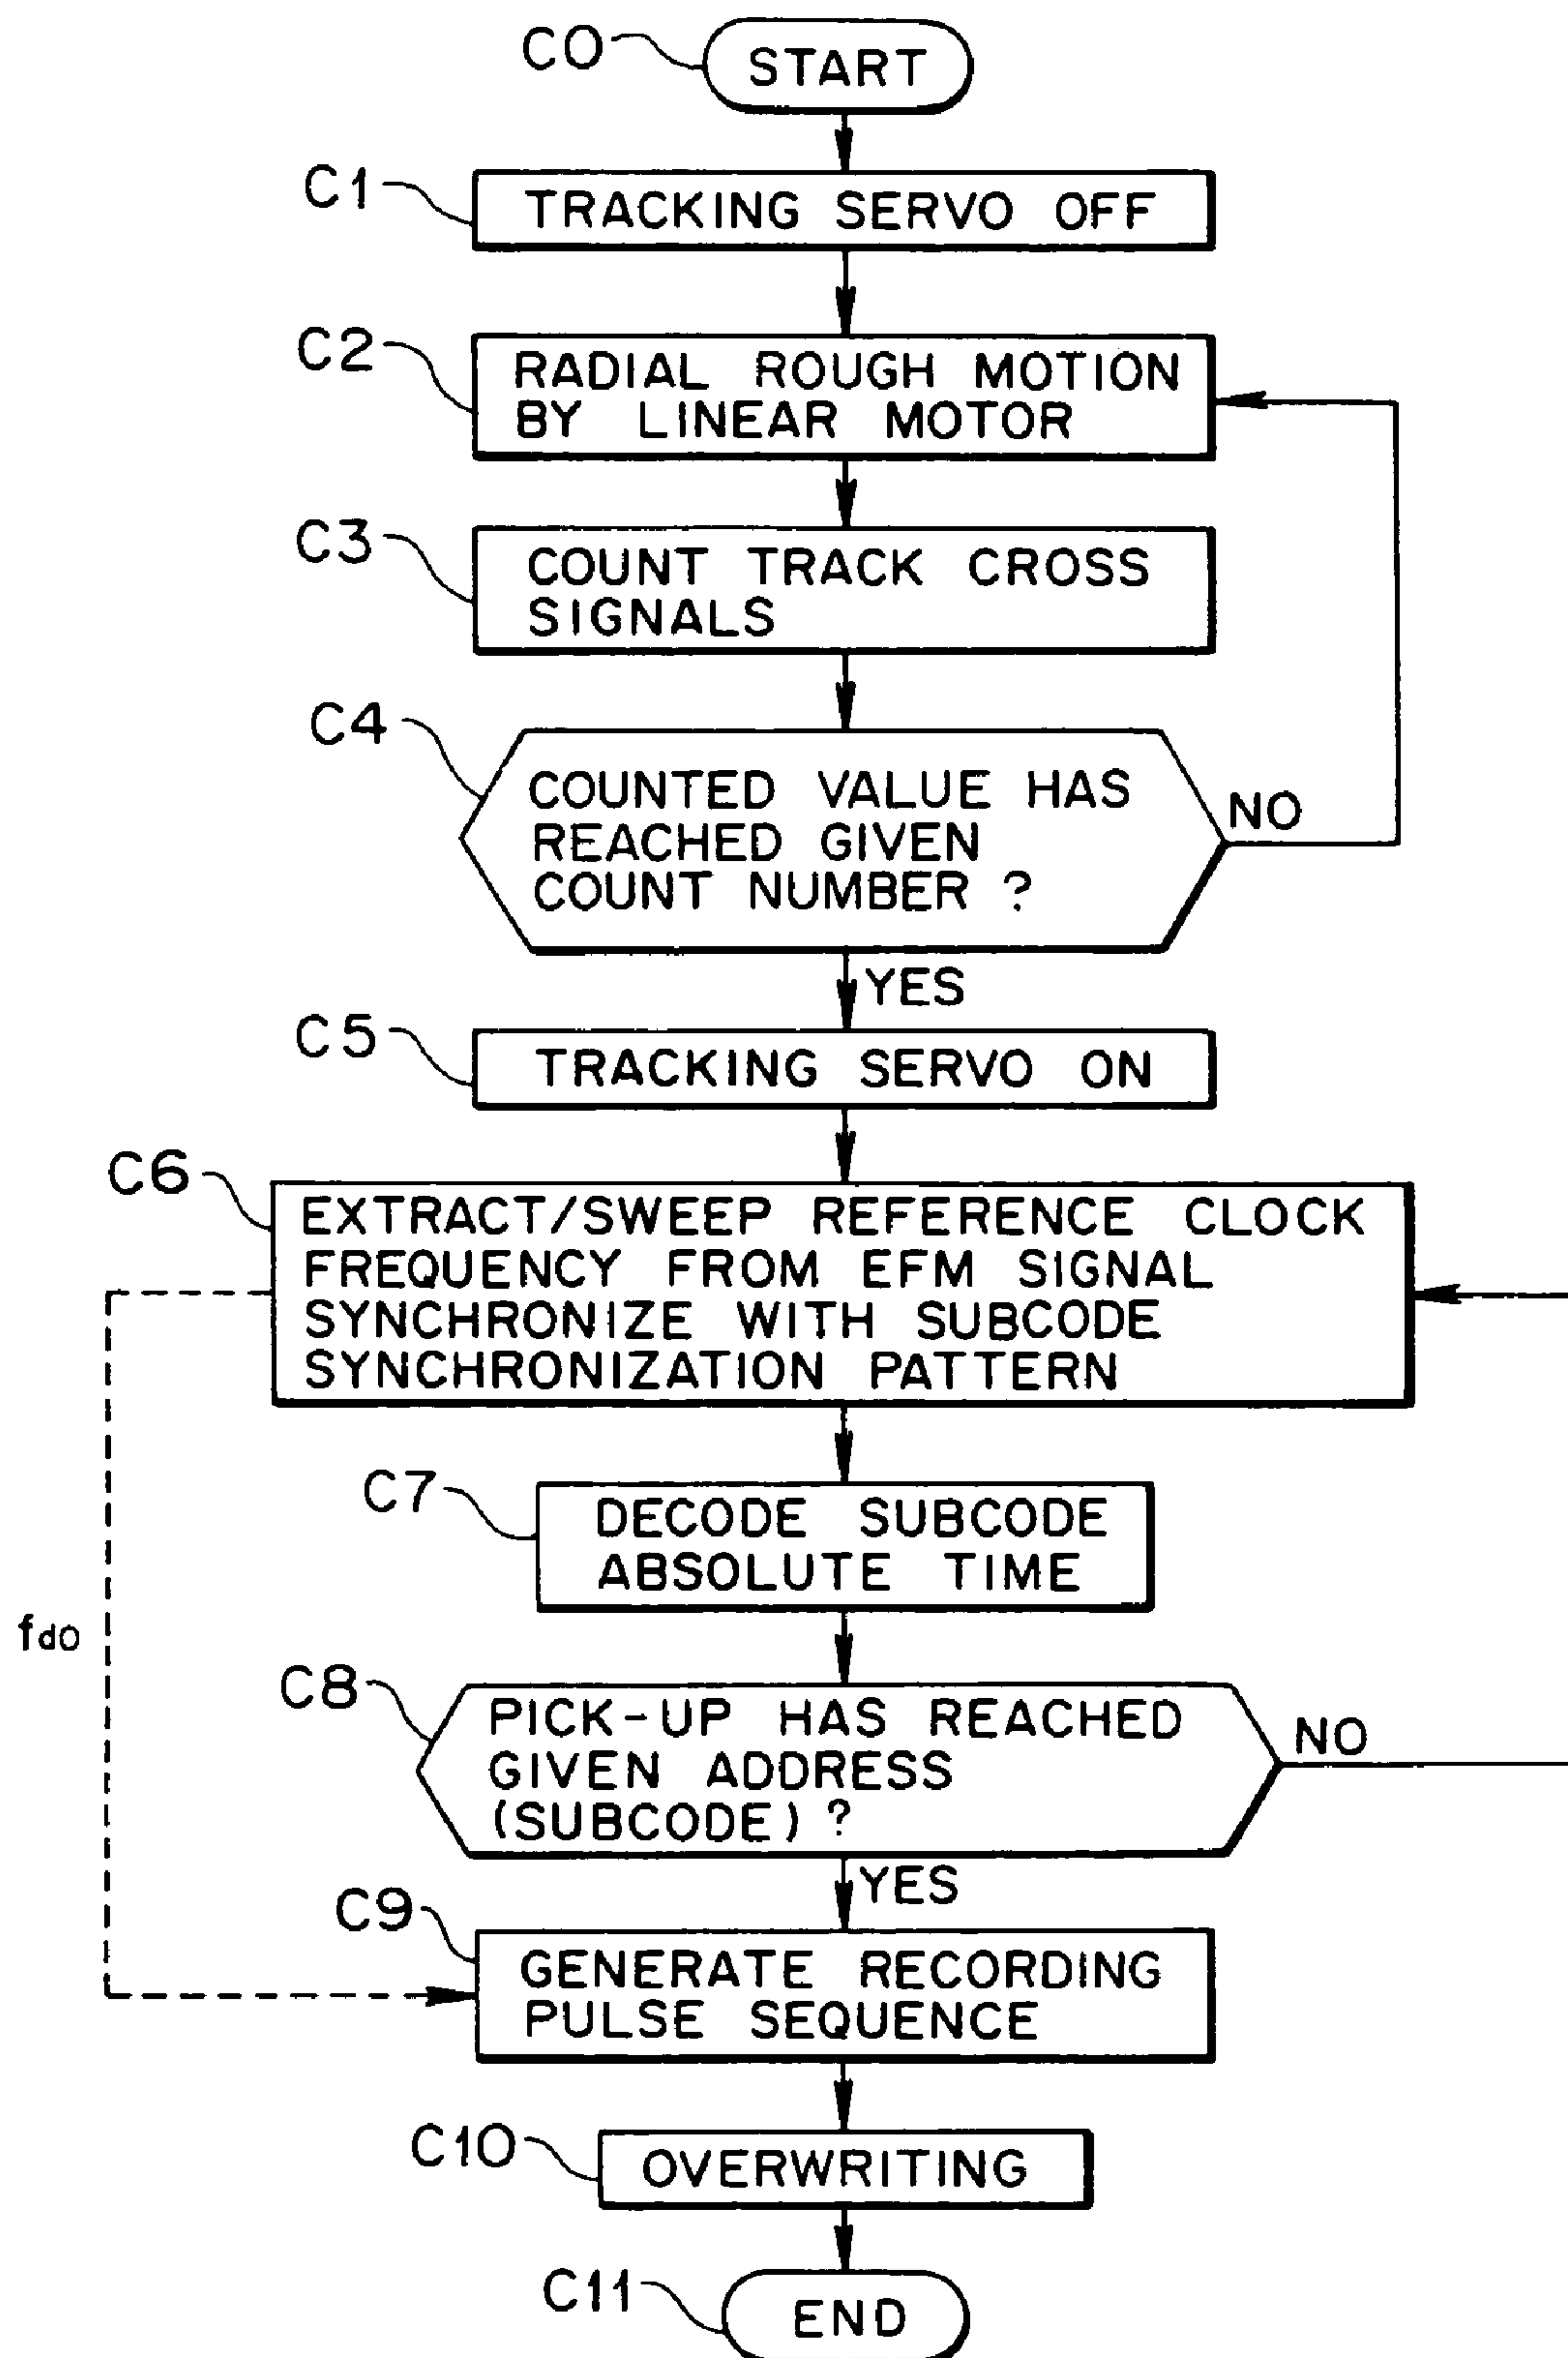 C0
START
C1
TRACKING SERVO OFF
C2
RADIAL ROUGH MOTION
BY LINEAR MOTOR
C3
COUNT TRACK CROSS
SIGNALS
C4
COUNTED VALUE HAS
REACHED GIVEN
COUNT NUMBER ?
NO
YES
C5
TRACKING SERVO ON
C6
EXTRACT/SWEEP REFERENCE CLOCK
FREQUENCY FROM EFM SIGNAL
SYNCHRONIZE WITH SUBCODE
SYNCHRONIZATION PATTERN
C7
DECODE SUBCODE
ABSOLUTE TIME
fd0
C8
PICK-UP HAS REACHED
GIVEN ADDRESS
(SUBCODE) ?
NO
YES
C9
GENERATE RECORDING
PULSE SEQUENCE
C10
OVERWRITING
C11
END